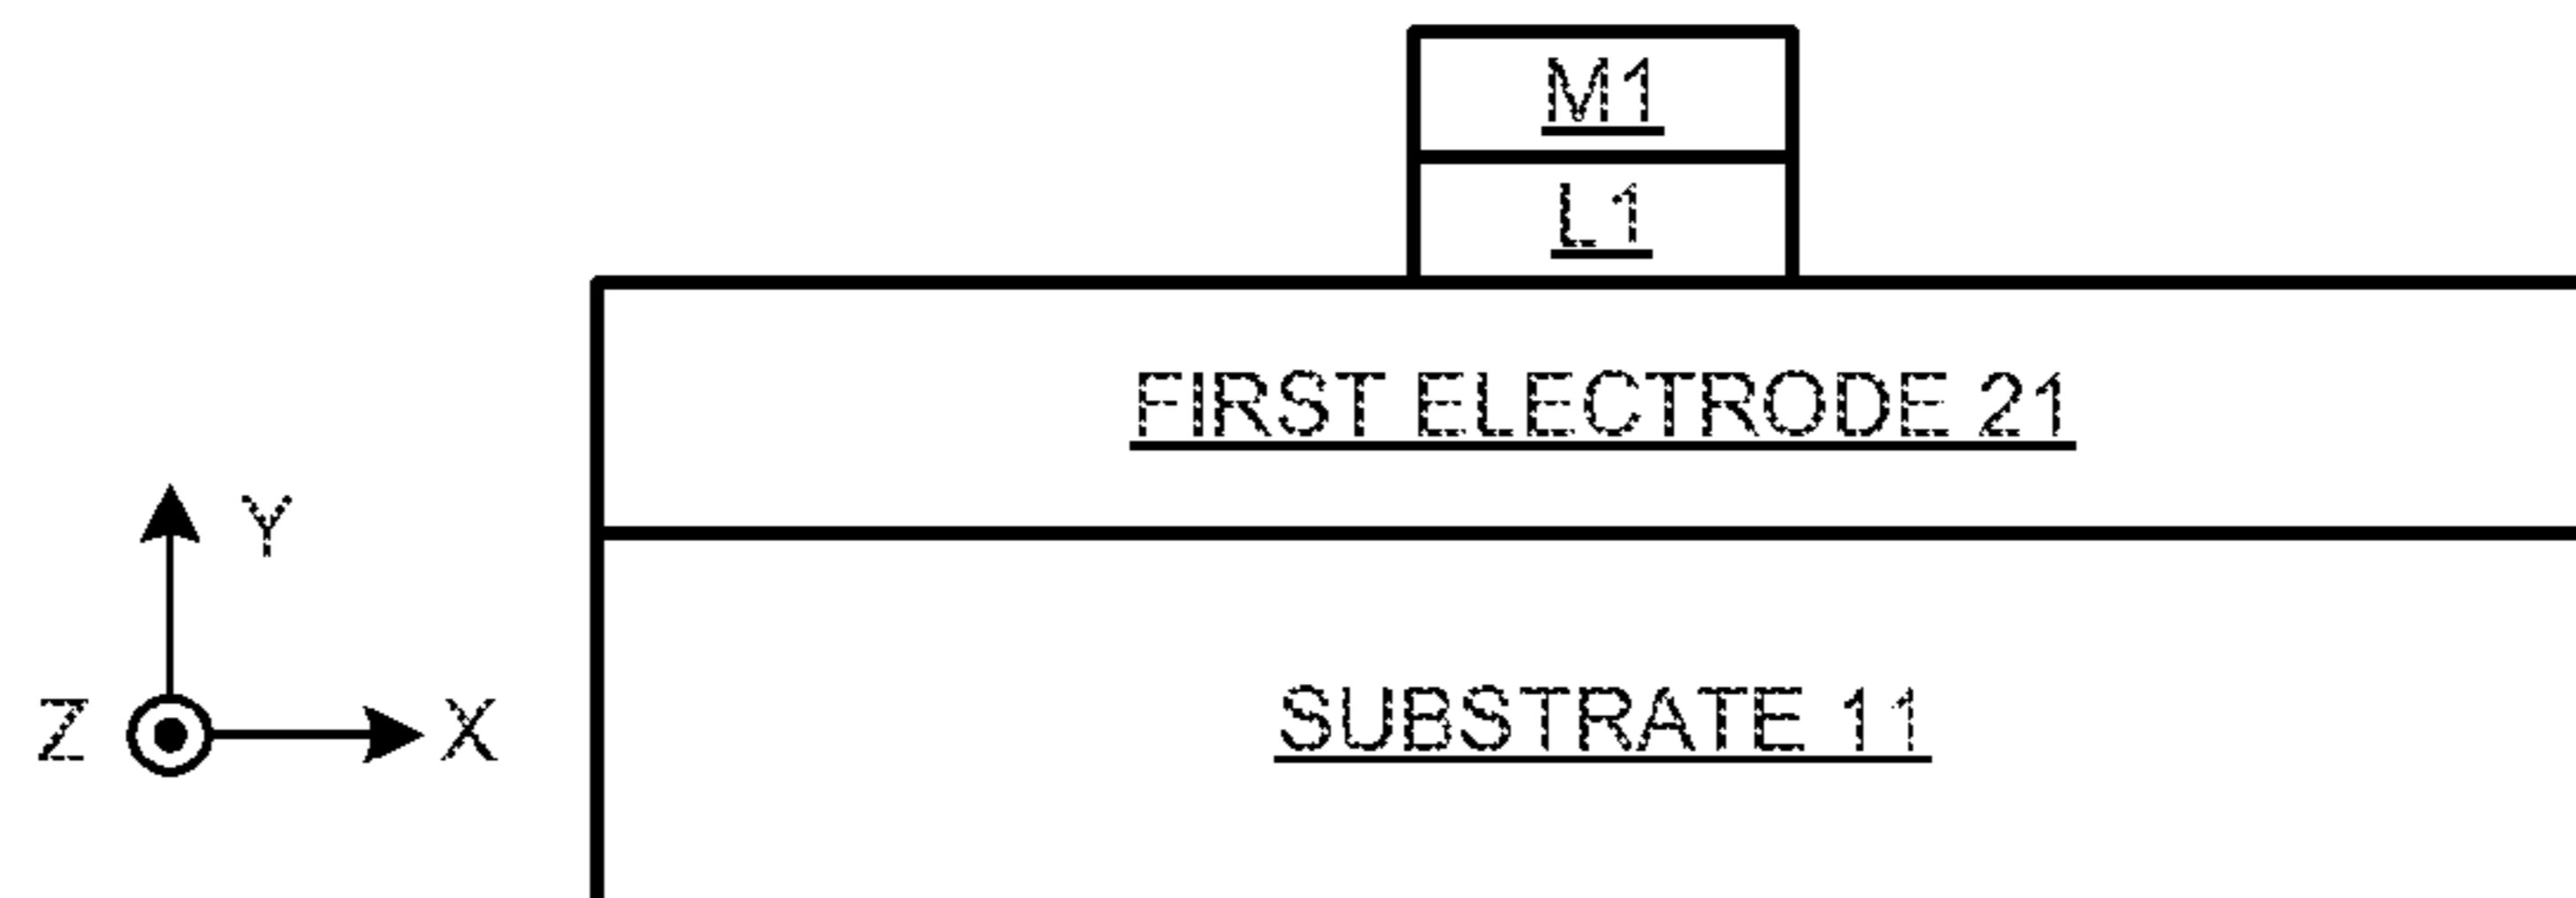 M1
L1
FIRST ELECTRODE 21
Y
SUBSTRATE 11
Z X